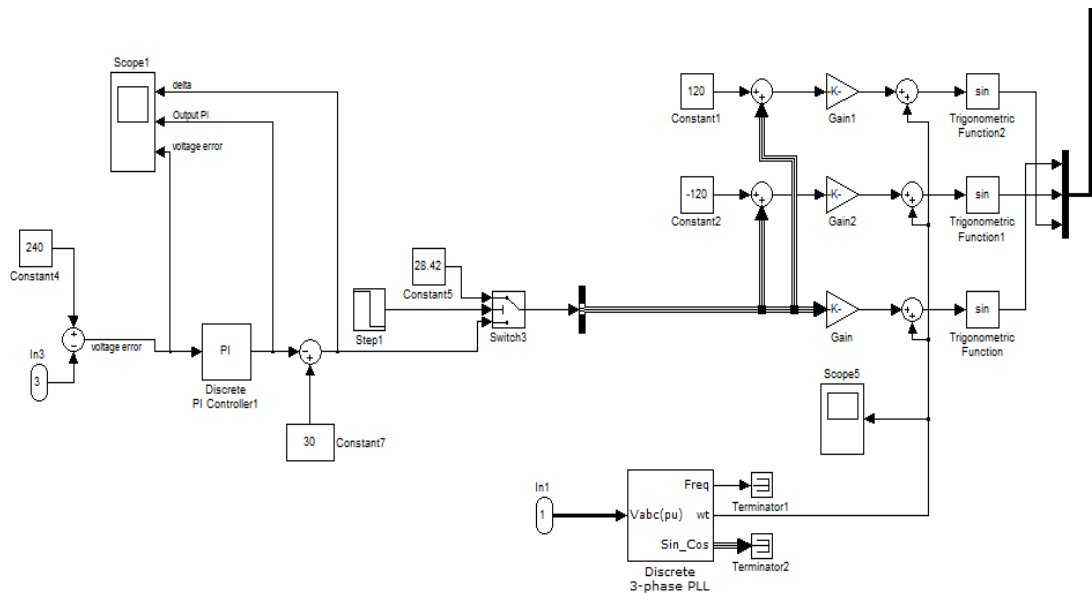 Scope1
delta
Output PI
voltage error
120
Constant1
-K-
Gain1
sin
Trigonometric
Function2
-120
Constant2
-K-
Gain2
sin
Trigonometric
Function1
240
Constant4
28.42
Constant5
Step1
Switch3
-K-
Gain
sin
Trigonometric
Function
In3
3
voltage error
PI
Discrete
PI Controller1
30
Constant7
Scope5
In1
1
Vabc(pu)
Freq
wt
Sin_Cos
Terminator1
Terminator2
Discrete
3-phase PLL